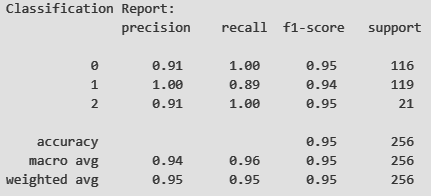 Classification Report:
precision recall f1-score support
0 0.91 1.00 0.95 116
1 1.00 0.89 0.94 119
2 0.91 1.00 0.95 21
accuracy 0.95 256
macro avg 0.94 0.96 0.95 256
weighted avg 0.95 0.95 0.95 256